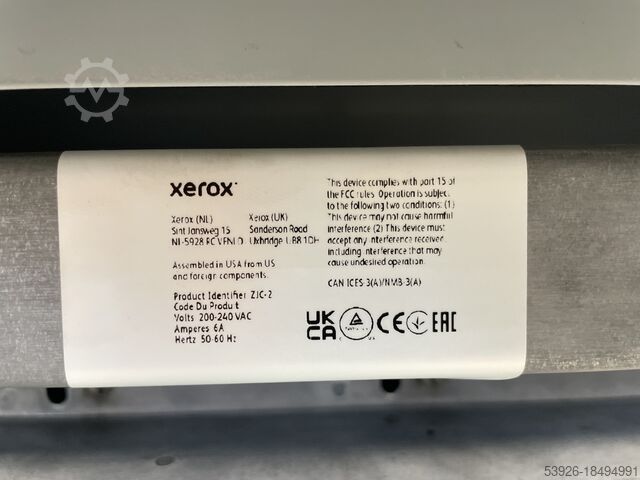 xerox
Xerox (NL)
Sint Jansweg 15
NL-5928 RC VENLO
Xerox (UK)
Sanderson Road
Uxbridge UB8 1DH
Assembled in USA from US
and foreign components.
Product Identifier ZJC-2
Code Du Produit
Volts 200-240 VAC
Amperes 6A
Hertz 50-60 Hz
This device complies with part 15 of
the FCC rules. Operation is subject
to the following two conditions: (1)
This device may not cause harmful
interference (2) This device must
accept any interference received,
including interference that may
cause undesired operation.
CAN ICES-3(A)/NMB-3(A)
UK
CA
CE
EAC
53926-18494991